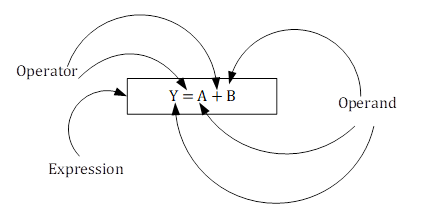 Operator
Y = A + B
Operand
Expression